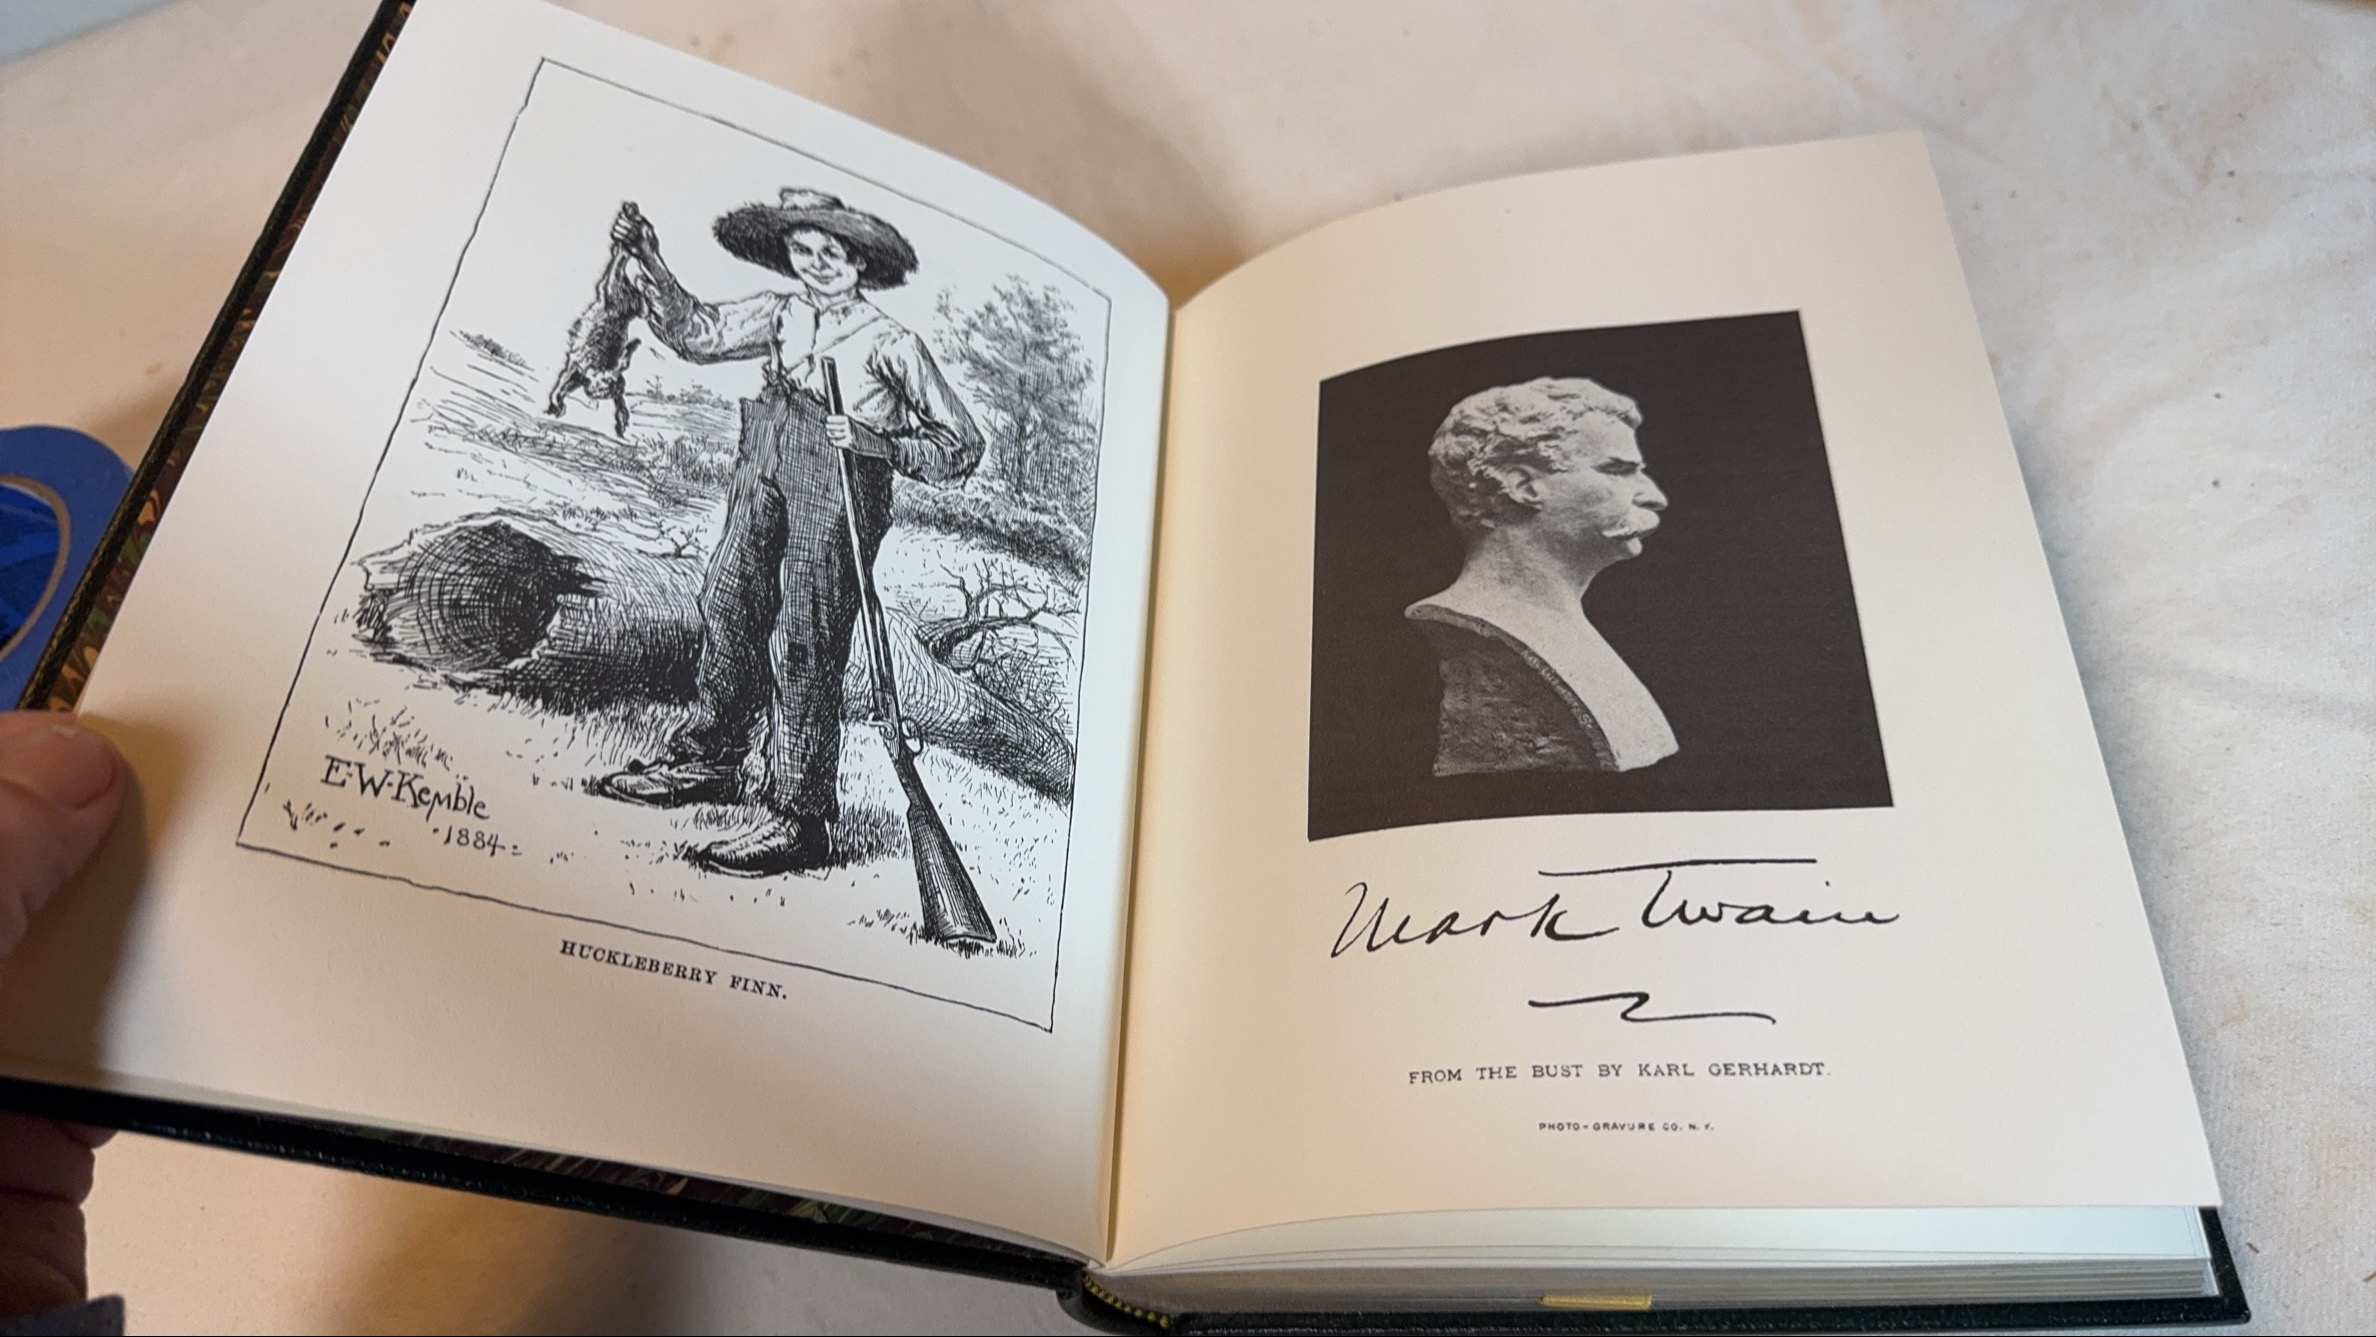 E·W·Kemble
·1884·
HUCKLEBERRY FINN.
Mark Twain
FROM THE BUST BY KARL GERHARDT.
PHOTO-GRAVURE CO. N. Y.